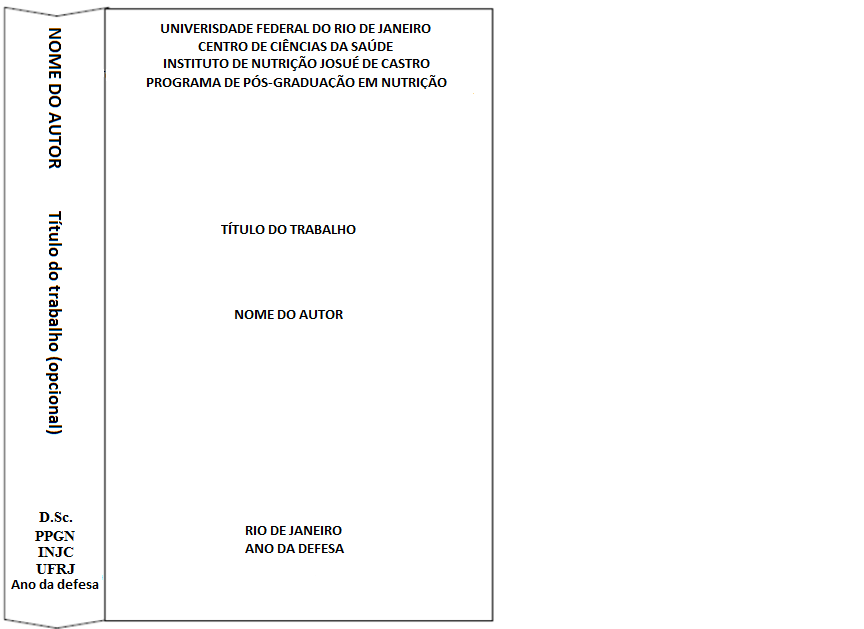 NOME DO AUTOR
Título do trabalho (opcional)
D.Sc.
PPGN
INJC
UFRJ
Ano da defesa
UNIVERISDADE FEDERAL DO RIO DE JANEIRO
CENTRO DE CIÊNCIAS DA SAÚDE
INSTITUTO DE NUTRIÇÃO JOSUÉ DE CASTRO
PROGRAMA DE PÓS-GRADUAÇÃO EM NUTRIÇÃO
TÍTULO DO TRABALHO
NOME DO AUTOR
RIO DE JANEIRO
ANO DA DEFESA